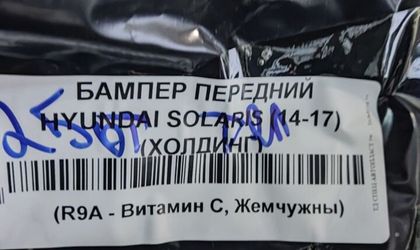 БАМПЕР ПЕРЕДНИЙ
HYUNDAI SOLARIS (14-17)
(ХОЛДИНГ)
(R9A - Витамин С, Жемчужны)